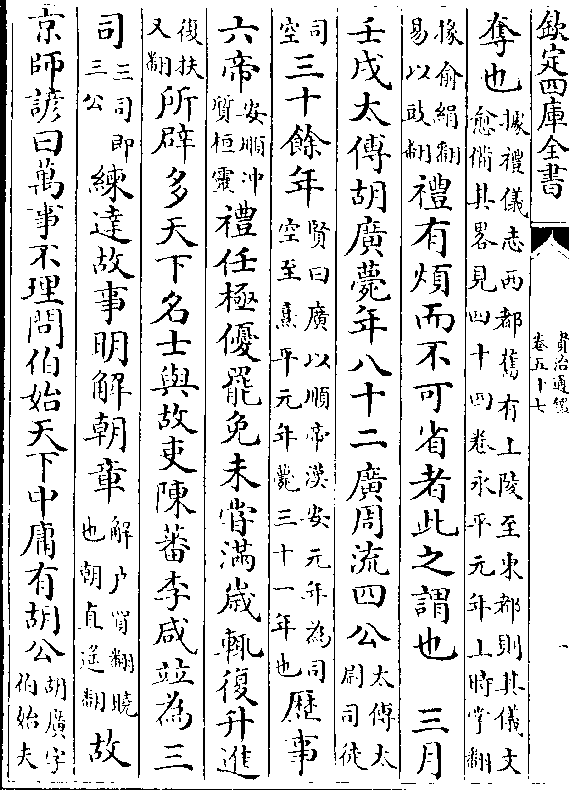 欽定四庫全書
資治通鑑
卷五十七
奪也據禮儀志西都舊有上陵至東都則其儀文
愈備其畧見四十四卷永平元年上時掌翻
掾俞絹翻
易以豉翻禮有煩而不可省者此之謂也 三月
壬戌太傅胡廣薨年八十二廣周流四公太傅太
尉司徒
司
空三十餘年賢曰廣以順帝漢安元年為司
空至熹平元年薨三十一年也歷事
六帝安順沖
質桓靈禮任極優罷免未嘗滿歲輒復升進
復扶
又翻所辟多天下名士與故吏陳蕃李咸並為三
司三司即
三公練達故事明解朝章解户買翻曉
也朝直遙翻故
京師諺曰萬事不理問伯始天下中庸有胡公胡廣字
伯始夫